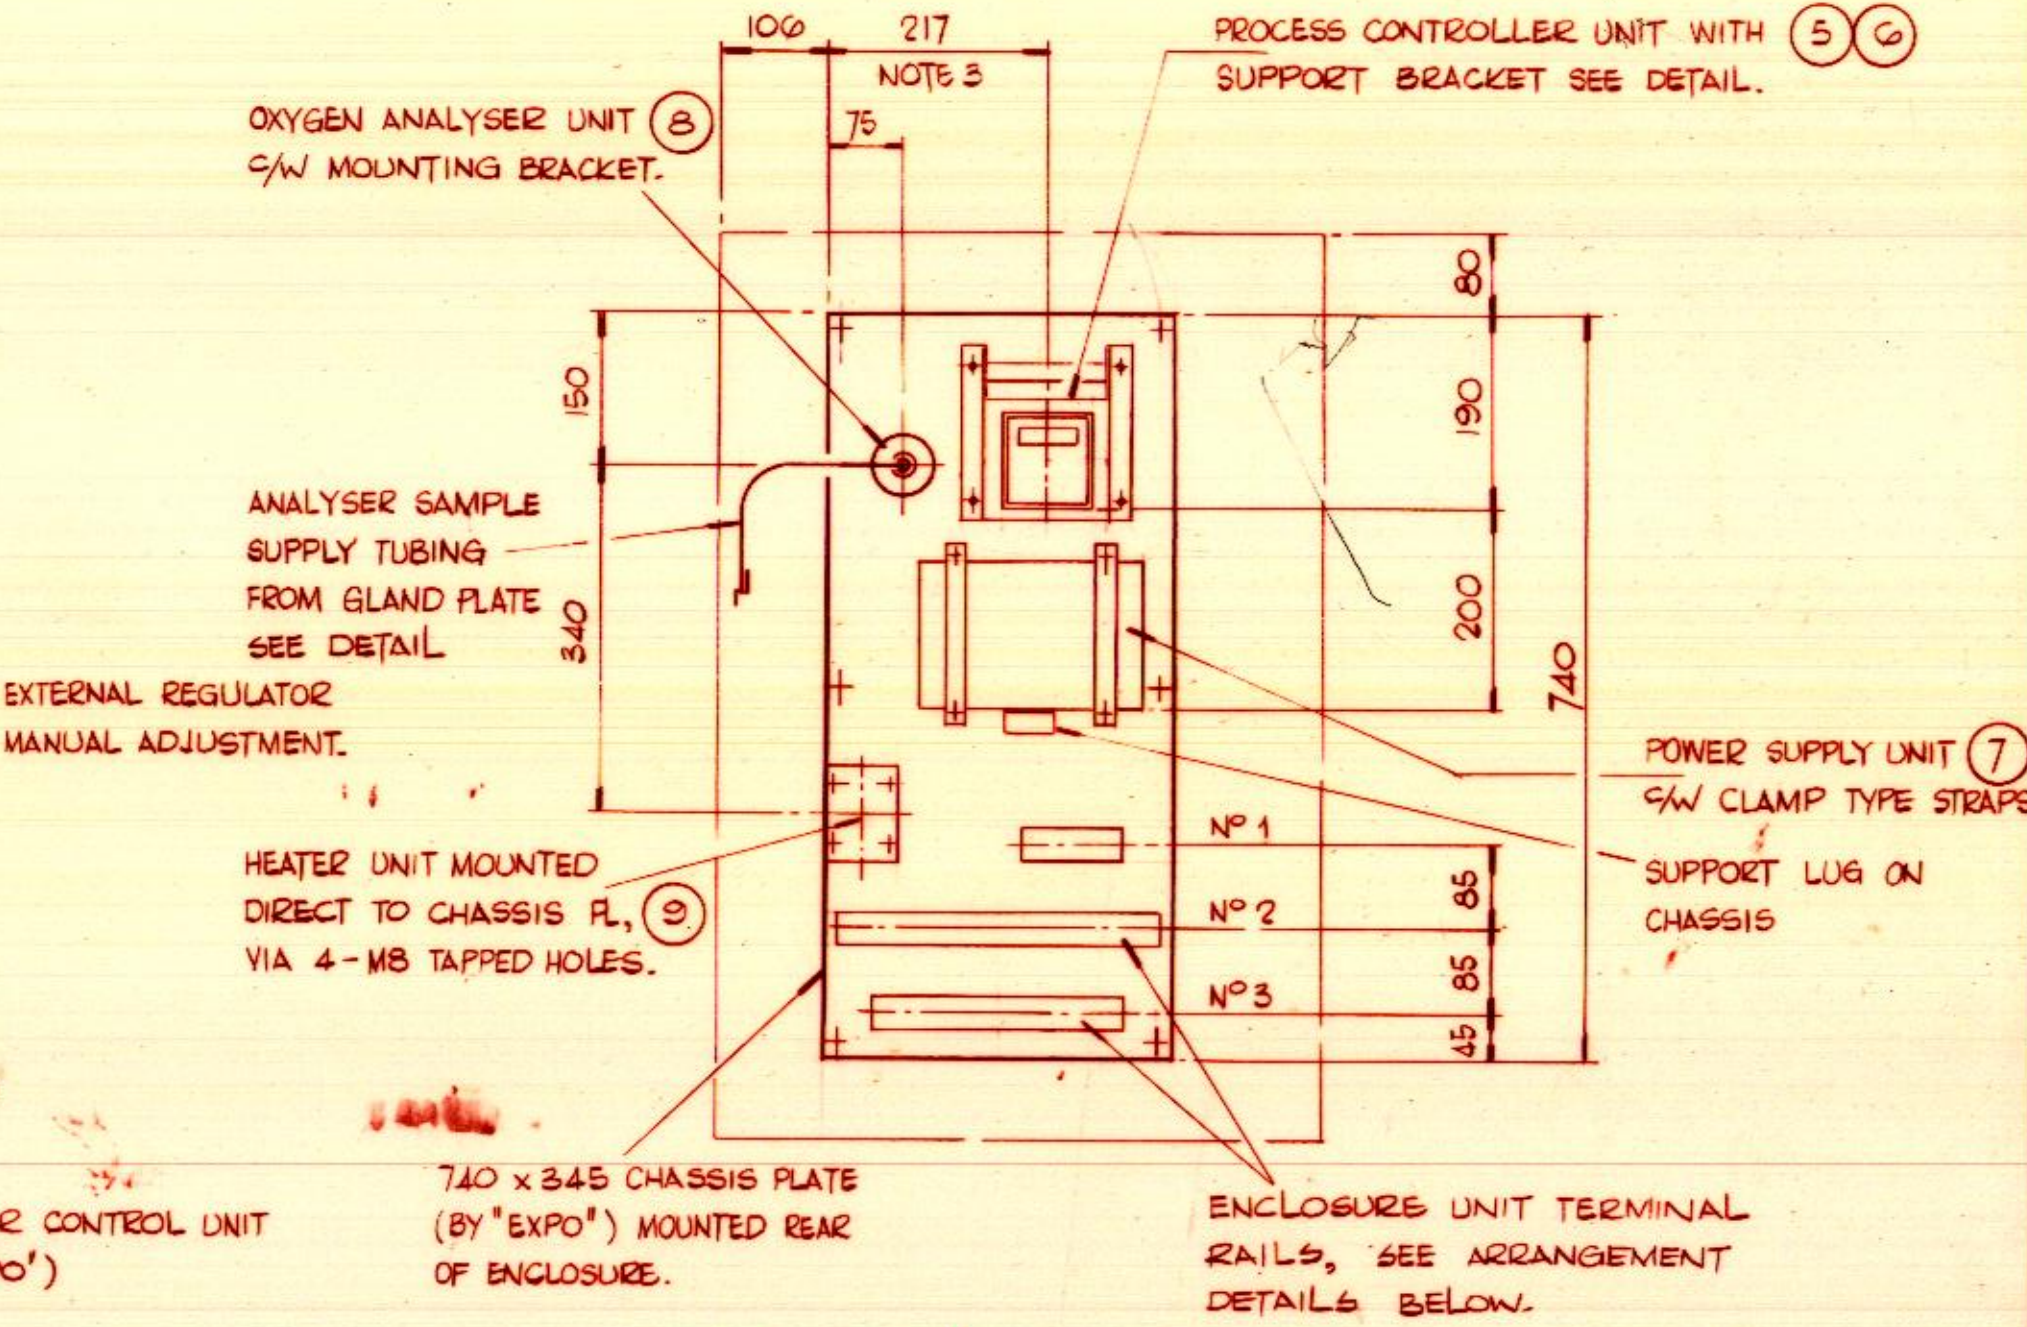 106
217
NOTE 3
75
PROCESS CONTROLLER UNIT WITH 5 6
SUPPORT BRACKET SEE DETAIL.
OXYGEN ANALYSER UNIT 8
C/W MOUNTING BRACKET.
80
150
190
ANALYSER SAMPLE
SUPPLY TUBING
FROM GLAND PLATE
SEE DETAIL
340
200
740
EXTERNAL REGULATOR
MANUAL ADJUSTMENT.
POWER SUPPLY UNIT 7
C/W CLAMP TYPE STRAPS
SUPPORT LUG ON
CHASSIS
HEATER UNIT MOUNTED
DIRECT TO CHASSIS PL, 9
VIA 4-M8 TAPPED HOLES.
Nº 1
85
Nº 2
85
Nº 3
45
R CONTROL UNIT
O')
740 x 345 CHASSIS PLATE
(BY "EXPO") MOUNTED REAR
OF ENCLOSURE.
ENCLOSURE UNIT TERMINAL
RAILS, SEE ARRANGEMENT
DETAILS BELOW.